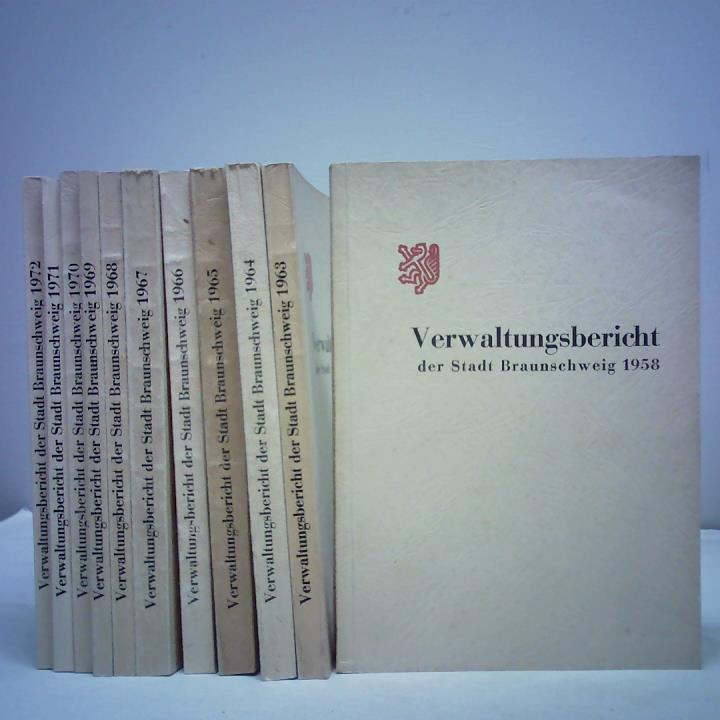 Verwaltungsbericht der Stadt Braunschweig 1972
Verwaltungsbericht der Stadt Braunschweig 1971
Verwaltungsbericht der Stadt Braunschweig 1970
Verwaltungsbericht der Stadt Braunschweig 1969
Verwaltungsbericht der Stadt Braunschweig 1968
Verwaltungsbericht der Stadt Braunschweig 1967
Verwaltungsbericht der Stadt Braunschweig 1966
Verwaltungsbericht der Stadt Braunschweig 1965
Verwaltungsbericht der Stadt Braunschweig 1964
Verwaltungsbericht der Stadt Braunschweig 1963
Verwaltungsbericht
der Stadt Braunschweig 1958